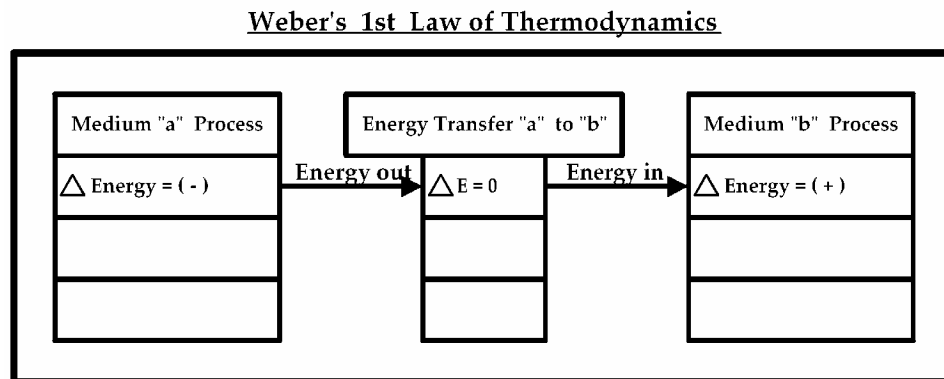 Weber's 1st Law of Thermodynamics
Medium "a" Process
Energy Transfer "a" to "b"
Medium "b" Process
△ Energy = ( - )
Energy out
△ E = 0
Energy in
△ Energy = ( + )